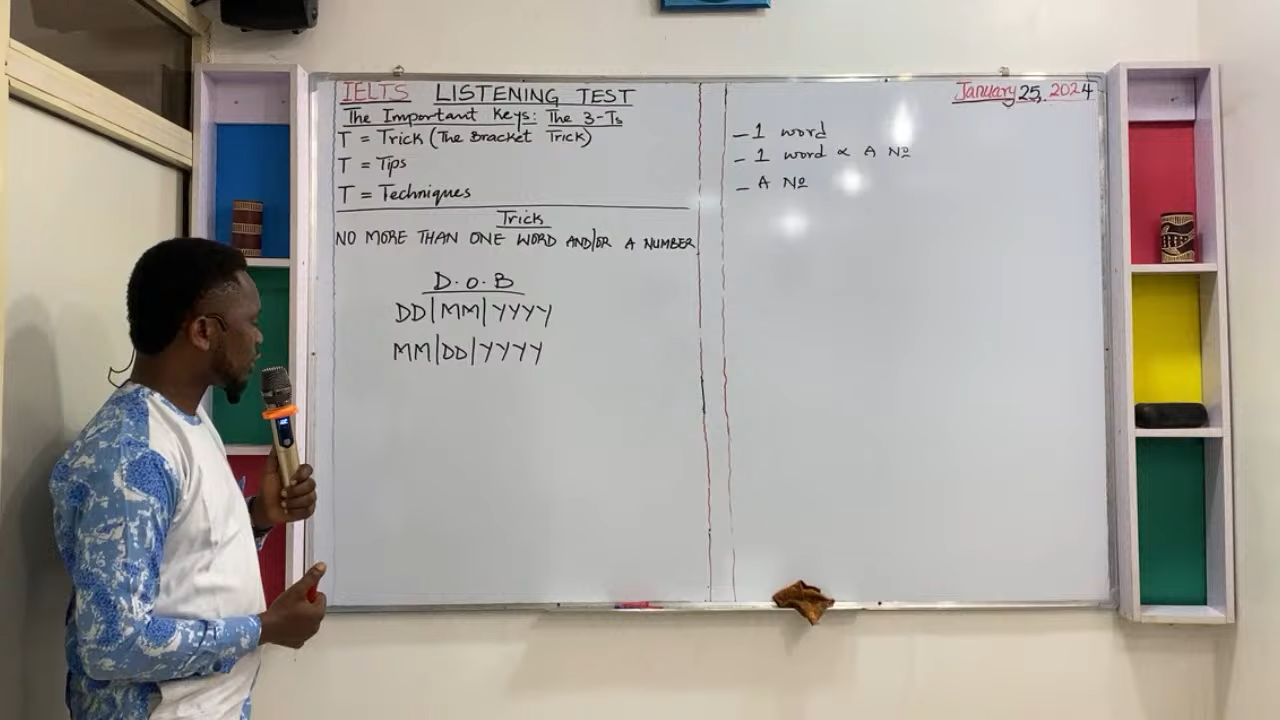 IELTS LISTENING TEST
The Important Keys: The 3-Ts
T = Trick (The Bracket Trick)
T = Tips
T = Techniques
Trick
NO MORE THAN ONE WORD AND/OR A NUMBER
D.O.B
DD/MM/YYYY
MM/DD/YYYY
January 25, 2024
- 1 word
- 1 word & A Nº
- A Nº